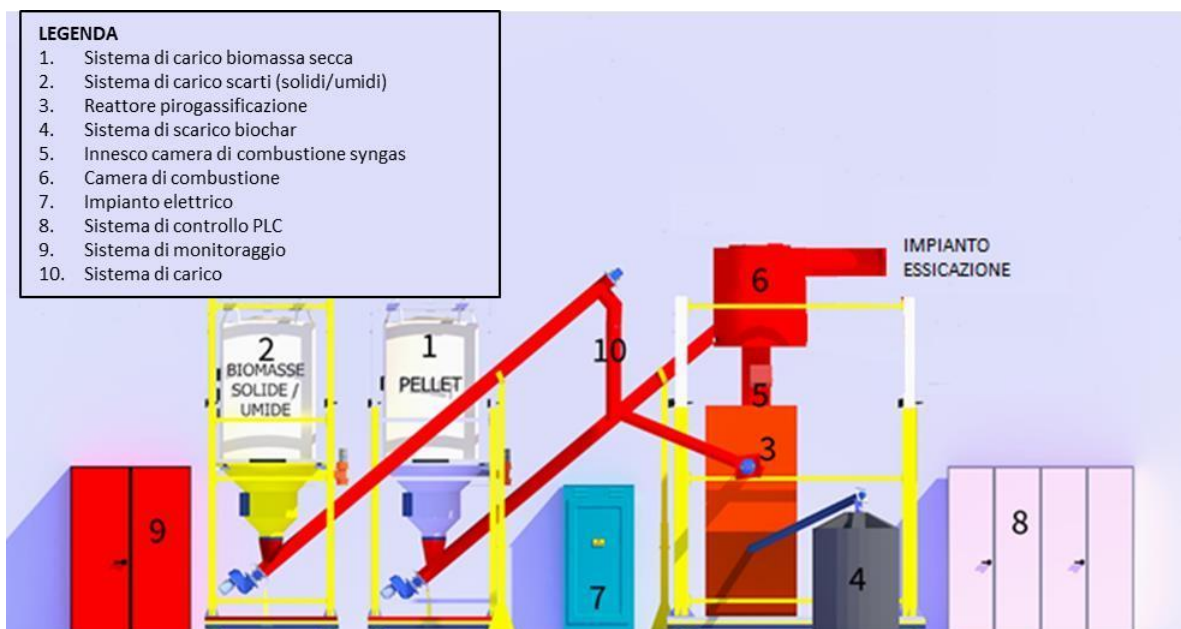 LEGENDA
1. Sistema di carico biomassa secca
2. Sistema di carico scarti (solidi/umidi)
3. Reattore pirogassificazione
4. Sistema di scarico biochar
5. Innesco camera di combustione syngas
6. Camera di combustione
7. Impianto elettrico
8. Sistema di controllo PLC
9. Sistema di monitoraggio
10. Sistema di carico
IMPIANTO
ESSICAZIONE
6
2
BIOMASSE
SOLIDE /
UMIDE
1
PELLET
10
5
3
9
8
7
4